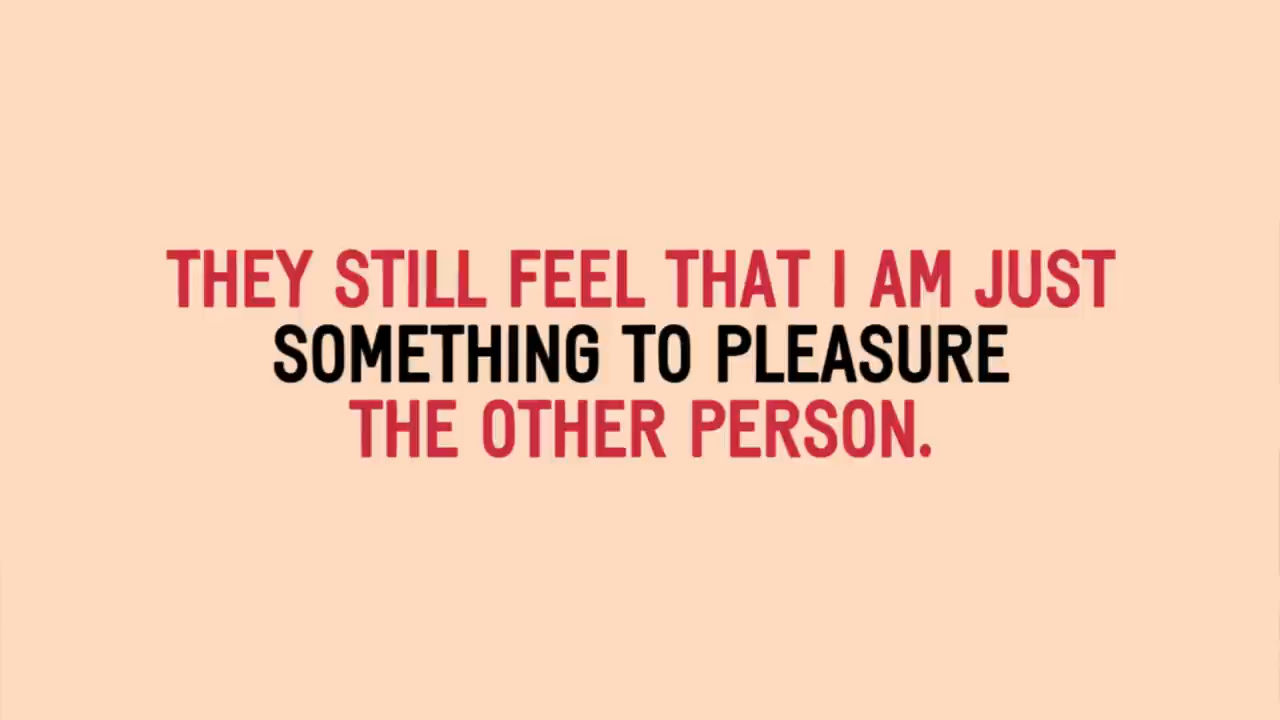 THEY STILL FEEL THAT I AM JUST
SOMETHING TO PLEASURE
THE OTHER PERSON.